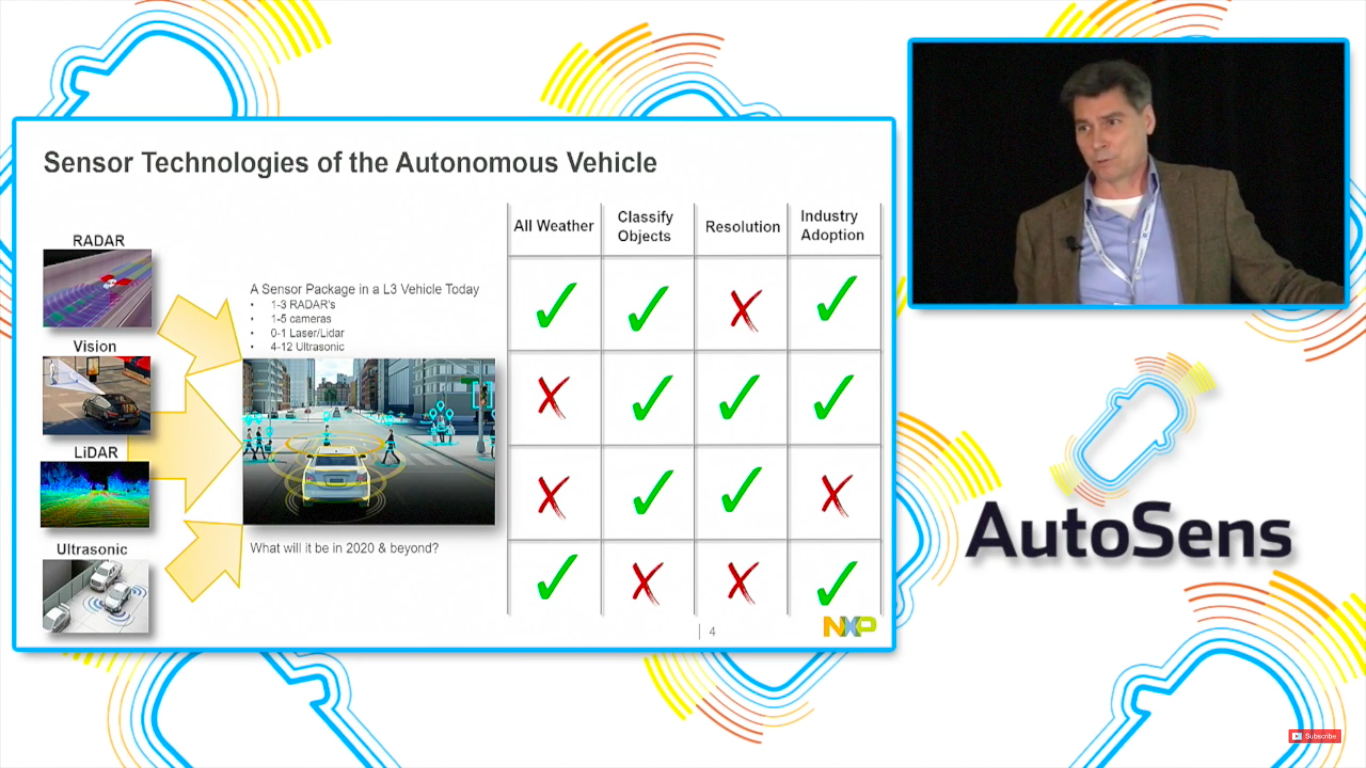 Sensor Technologies of the Autonomous Vehicle
RADAR
Vision
LiDAR
Ultrasonic
A Sensor Package in a L3 Vehicle Today
• 1-3 RADAR's
• 1-5 cameras
• 0-1 Laser/Lidar
• 4-12 Ultrasonic
What will it be in 2020 & beyond?
All Weather
Classify
Objects
Resolution
Industry
Adoption
✓ ✓ ✗ ✓
✗ ✓ ✓ ✓
✗ ✓ ✓ ✗
✓ ✗ ✗ ✓
4
NXP
AutoSens
Subscribe